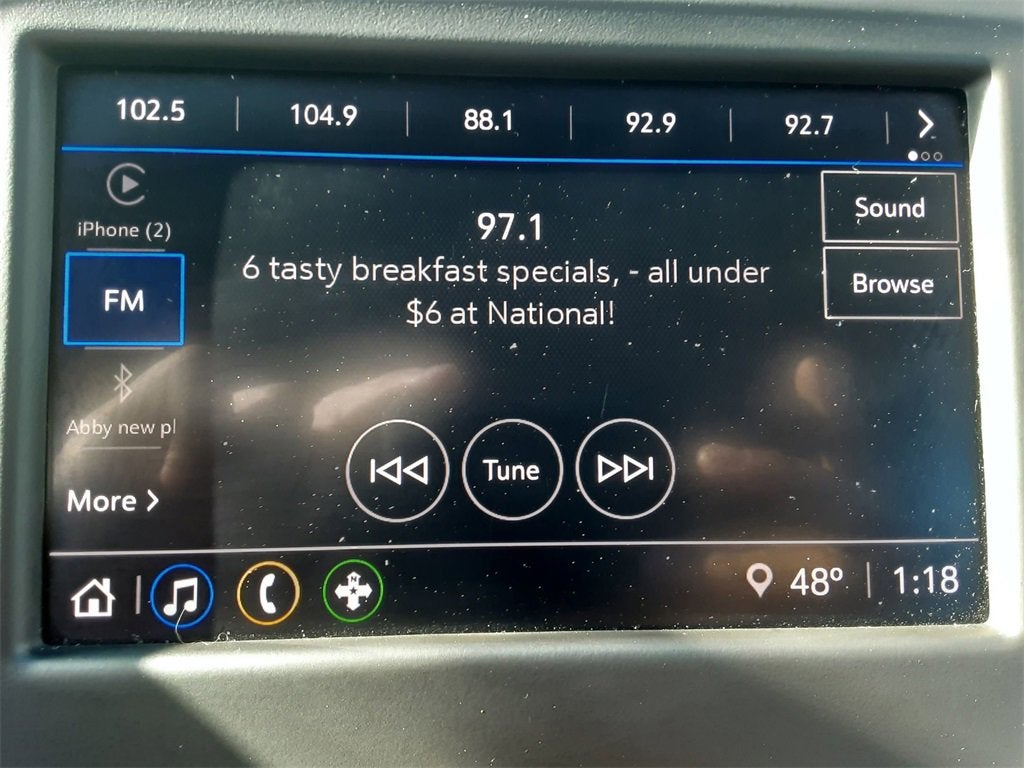 102.5
104.9
88.1
92.9
92.7
iPhone (2)
FM
Abby new pl
More
97.1
6 tasty breakfast specials, - all under
$6 at National!
Sound
Browse
Tune
N
48º
1:18